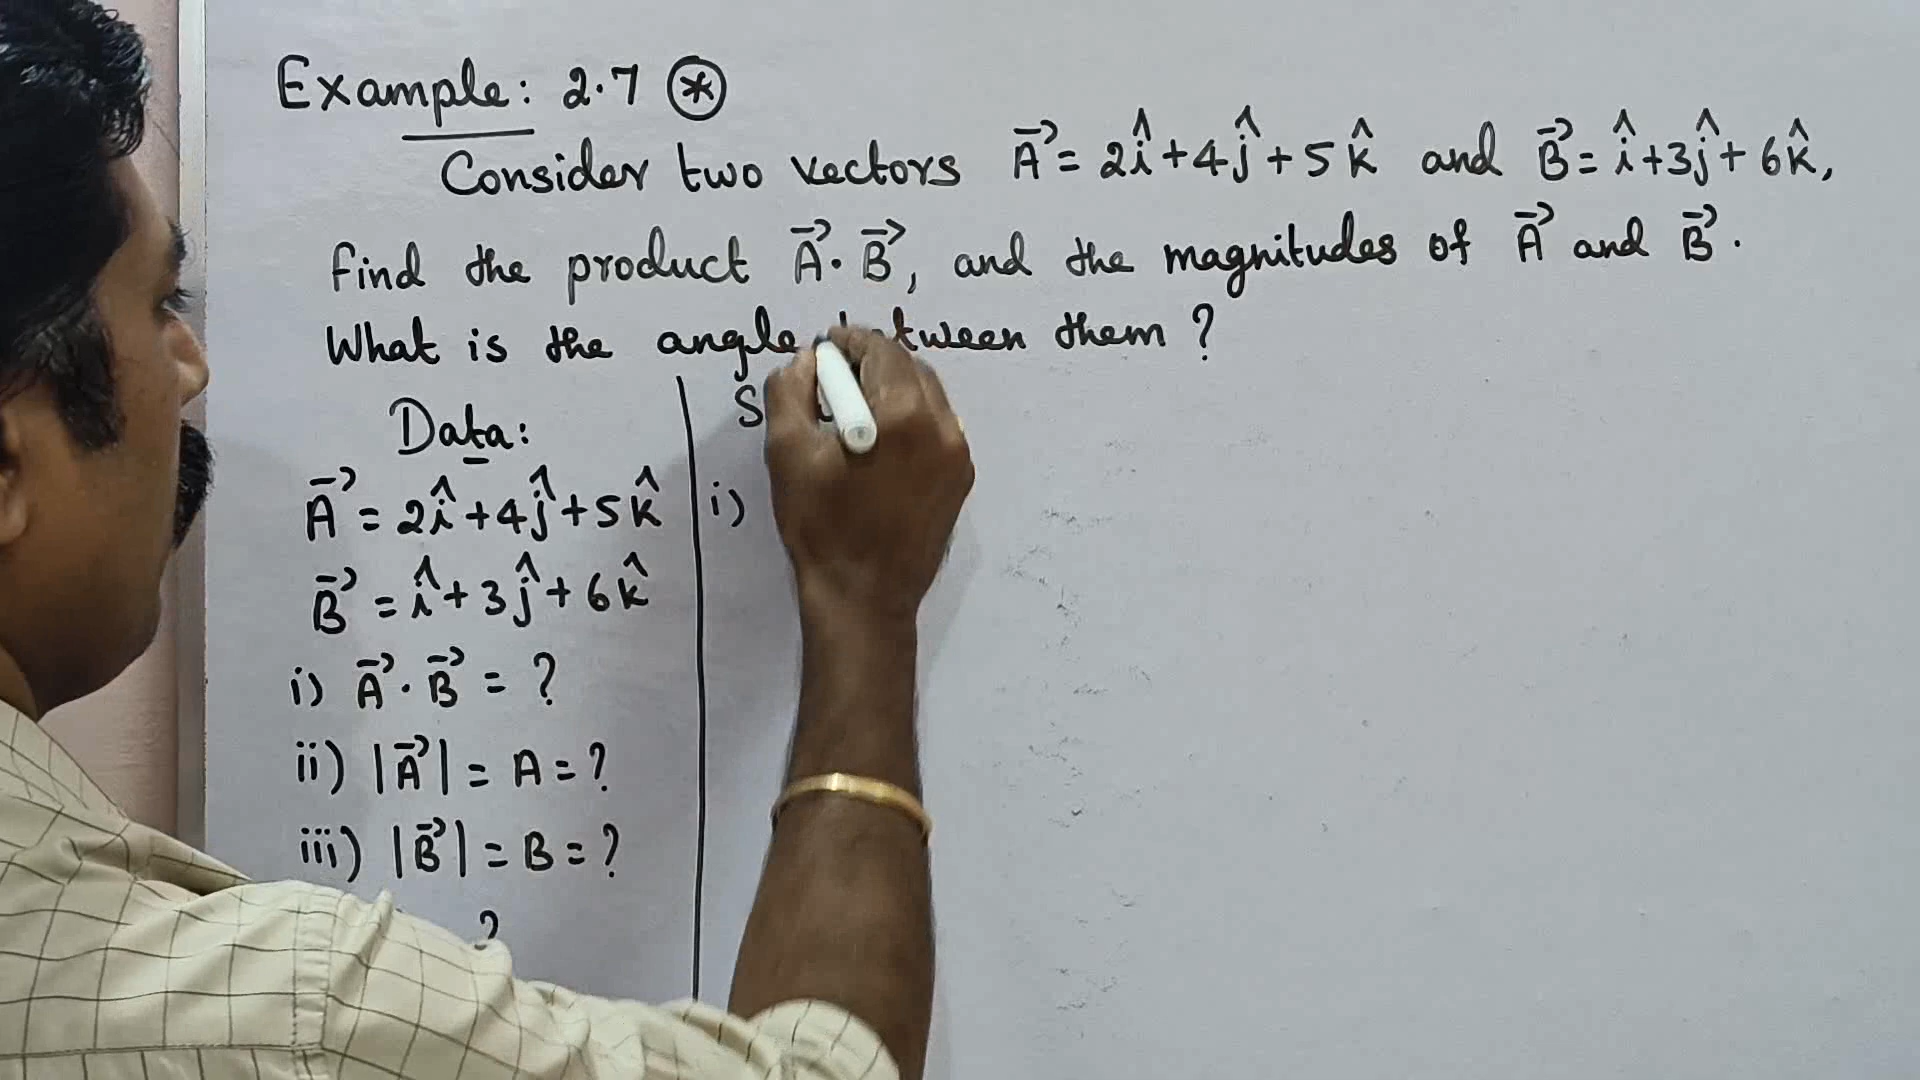 Example: 2.7 ⊛
Consider two vectors A⃗ = 2î + 4ĵ + 5k̂ and B⃗ = î + 3ĵ + 6k̂,
Find the product A⃗ · B⃗, and the magnitudes of A⃗ and B⃗.
What is the angle between them ?
Data:
A⃗ = 2î + 4ĵ + 5k̂
B⃗ = î + 3ĵ + 6k̂
i) A⃗ · B⃗ = ?
ii) |A⃗| = A = ?
iii) |B⃗| = B = ?
?
i)